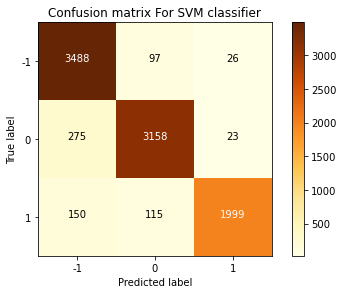 Confusion matrix For SVM classifier
-1 3488 97 26
0 275 3158 23
1 150 115 1999
-1 0 1
True label
Predicted label
3000
2500
2000
1500
1000
500